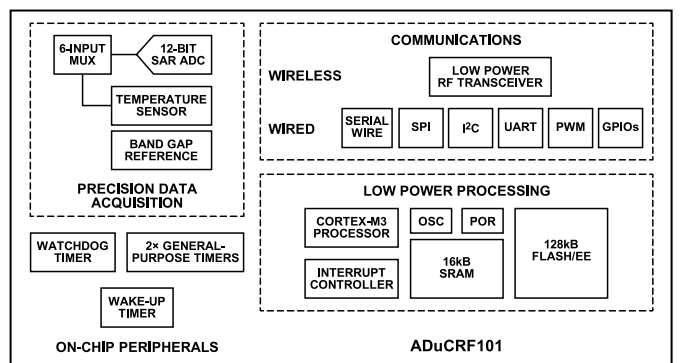 6-INPUT
MUX
12-BIT
SAR ADC
TEMPERATURE
SENSOR
BAND GAP
REFERENCE
PRECISION DATA
ACQUISITION
WATCHDOG
TIMER
2× GENERAL-
PURPOSE TIMERS
WAKE-UP
TIMER
ON-CHIP PERIPHERALS
COMMUNICATIONS
WIRELESS
LOW POWER
RF TRANSCEIVER
WIRED
SERIAL
WIRE
SPI
I²C
UART
PWM
GPIOs
LOW POWER PROCESSING
CORTEX-M3
PROCESSOR
OSC
POR
INTERRUPT
CONTROLLER
16kB
SRAM
128kB
FLASH/EE
ADuCRF101